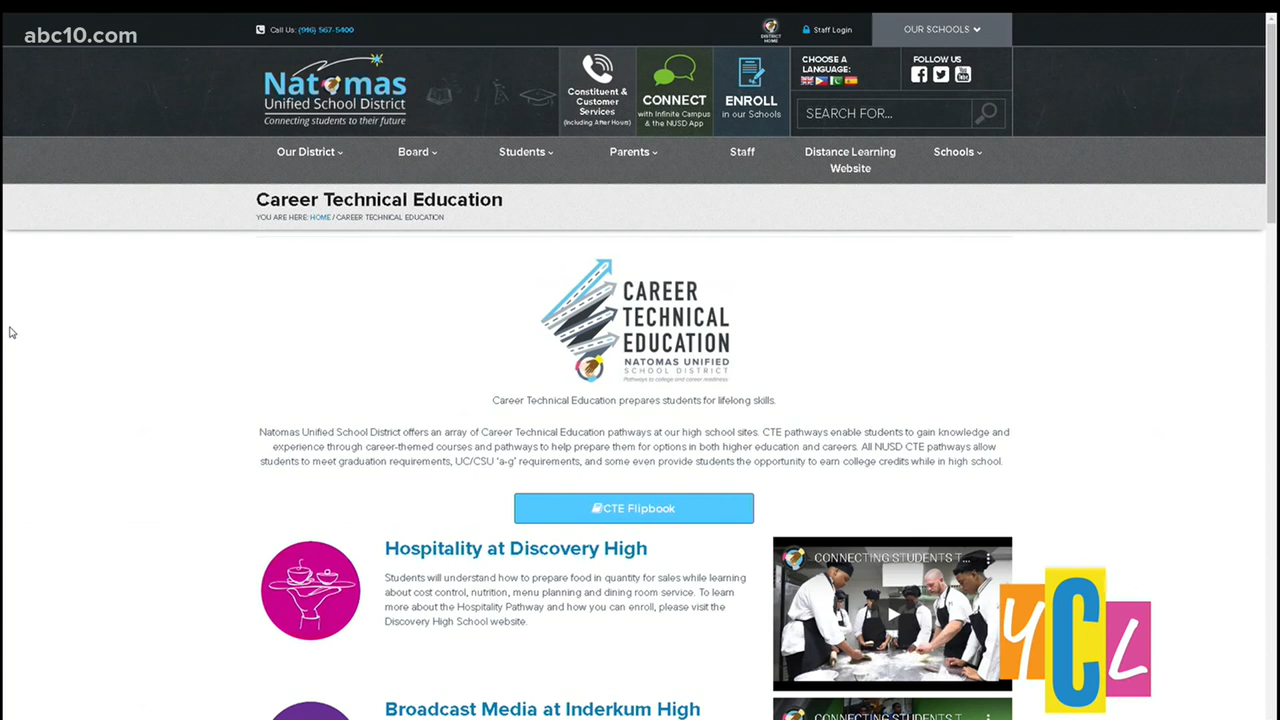 abc10.com
Call Us: (916) 567-5400
DISTRICT
HOME
Staff Login
OUR SCHOOLS
Natomas
Unified School District
Connecting students to their future
Constituent &
Customer
Services
(Including After Hours)
CONNECT
with Infinite Campus
& the NUSD App
ENROLL
in our Schools
CHOOSE A
LANGUAGE:
FOLLOW US
You
Tube
SEARCH FOR...
Our District
Board
Students
Parents
Staff
Distance Learning
Website
Schools
Career Technical Education
YOU ARE HERE: HOME / CAREER TECHNICAL EDUCATION
CAREER
TECHNICAL
EDUCATION
NATOMAS UNIFIED
SCHOOL DISTRICT
Pathways to college and career readiness
Career Technical Education prepares students for lifelong skills.
Natomas Unified School District offers an array of Career Technical Education pathways at our high school sites. CTE pathways enable students to gain knowledge and
experience through career-themed courses and pathways to help prepare them for options in both higher education and careers. All NUSD CTE pathways allow
students to meet graduation requirements, UC/CSU 'a-g' requirements, and some even provide students the opportunity to earn college credits while in high school.
CTE Flipbook
Hospitality at Discovery High
Students will understand how to prepare food in quantity for sales while learning
about cost control, nutrition, menu planning and dining room service. To learn
more about the Hospitality Pathway and how you can enroll, please visit the
Discovery High School website.
CONNECTING STUDENTS T...
YCL
Broadcast Media at Inderkum High
CONNECTING STUDENTS T...